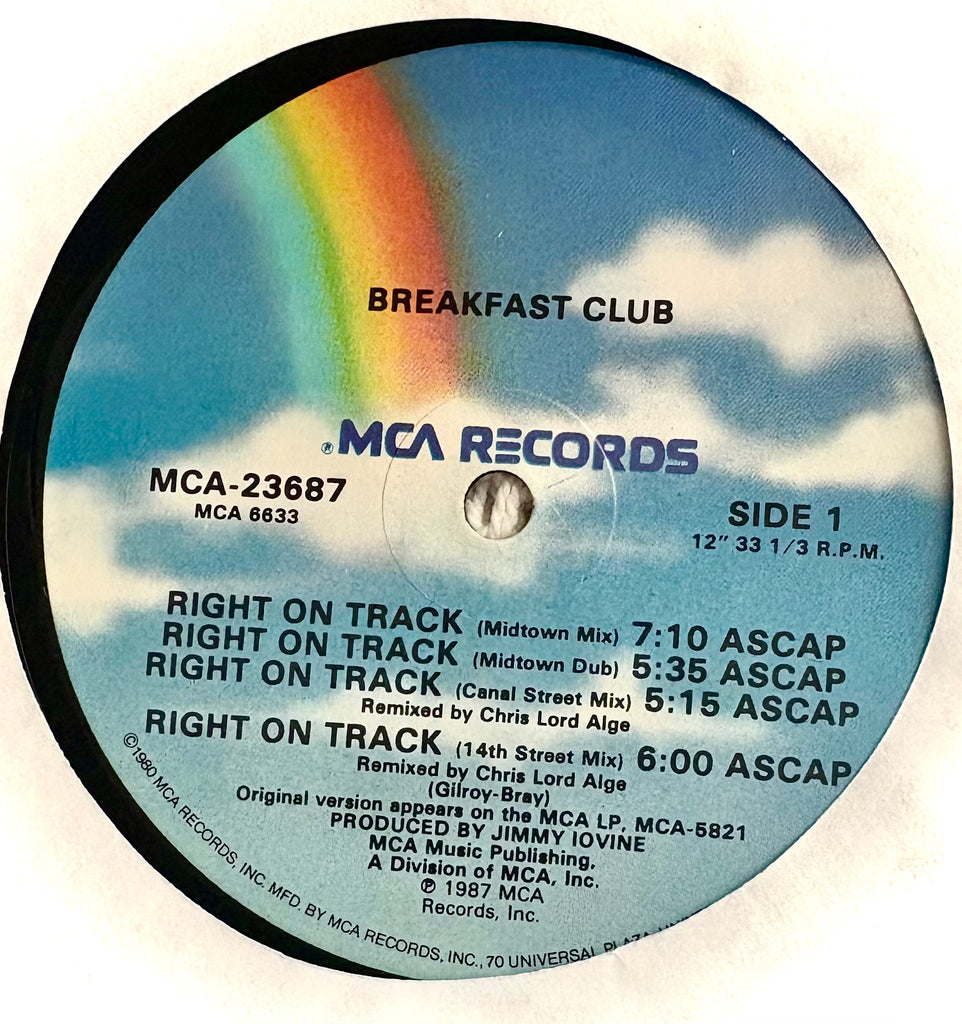 BREAKFAST CLUB
®MCA RECORDS
MCA-23687
MCA 6633
SIDE 1
12" 33 1/3 R.P.M.
RIGHT ON TRACK (Midtown Mix) 7:10 ASCAP
RIGHT ON TRACK (Midtown Dub) 5:35 ASCAP
RIGHT ON TRACK (Canal Street Mix) 5:15 ASCAP
Remixed by Chris Lord Alge
RIGHT ON TRACK (14th Street Mix) 6:00 ASCAP
Remixed by Chris Lord Alge
(Gilroy-Bray)
Original version appears on the MCA LP, MCA-5821
PRODUCED BY JIMMY IOVINE
MCA Music Publishing,
A Division of MCA, Inc.
℗ 1987 MCA
Records, Inc.
©1980 MCA RECORDS, INC. MFD. BY MCA RECORDS, INC., 70 UNIVERSAL PLAZA